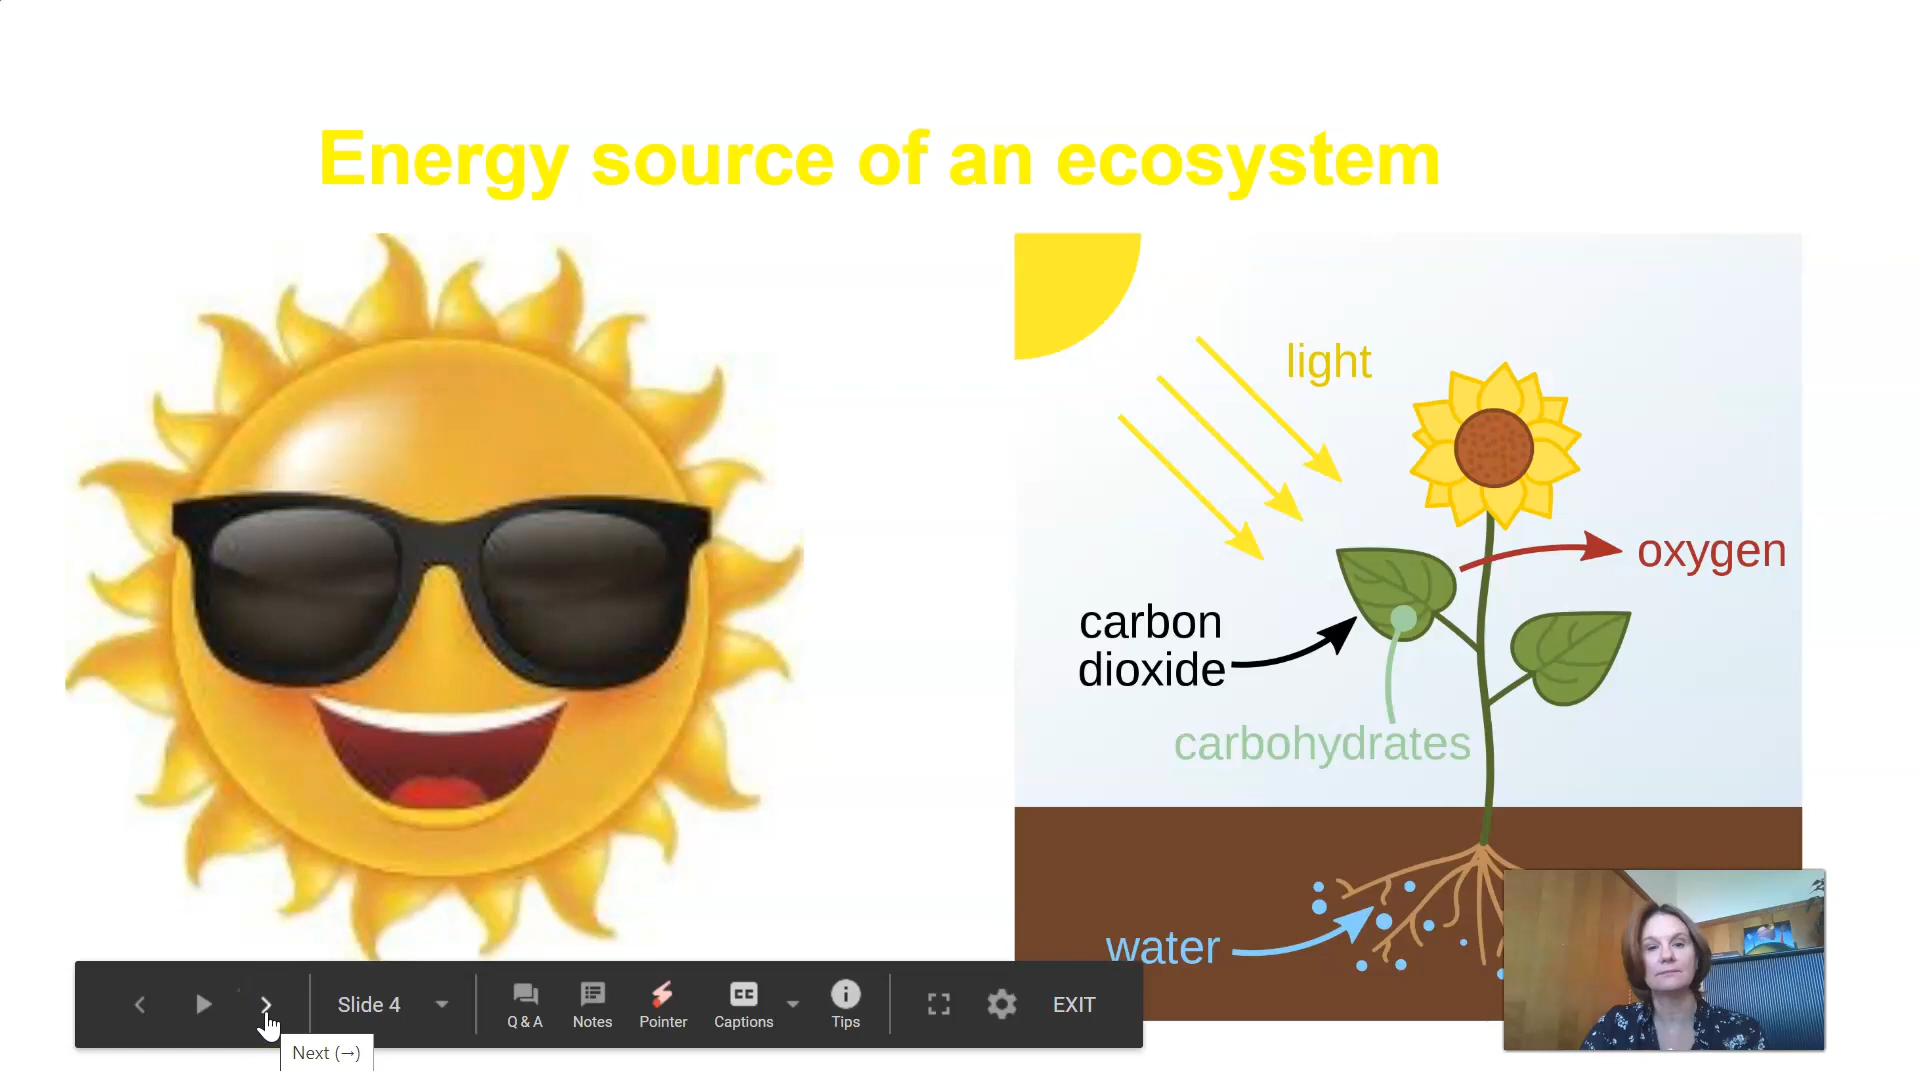 Energy source of an ecosystem
light
oxygen
carbon
dioxide
carbohydrates
water
Slide 4
Q & A
Notes
Pointer
CC
Captions
Tips
EXIT
Next (→)